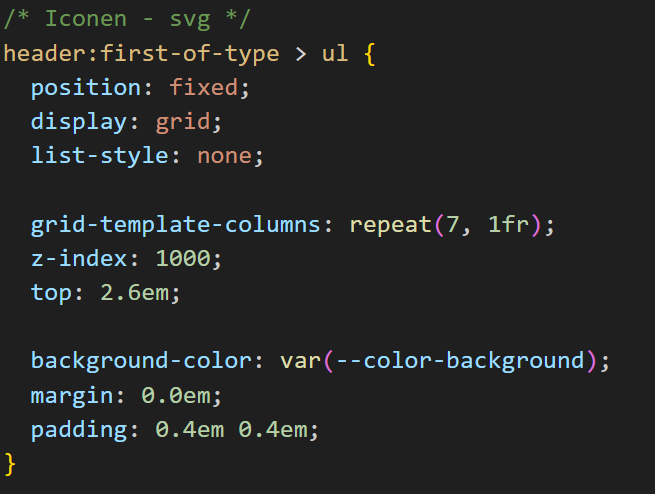 /* Iconen - svg */
header:first-of-type > ul {
position: fixed;
display: grid;
list-style: none;
grid-template-columns: repeat(7, 1fr);
z-index: 1000;
top: 2.6em;
background-color: var(--color-background);
margin: 0.0em;
padding: 0.4em 0.4em;
}